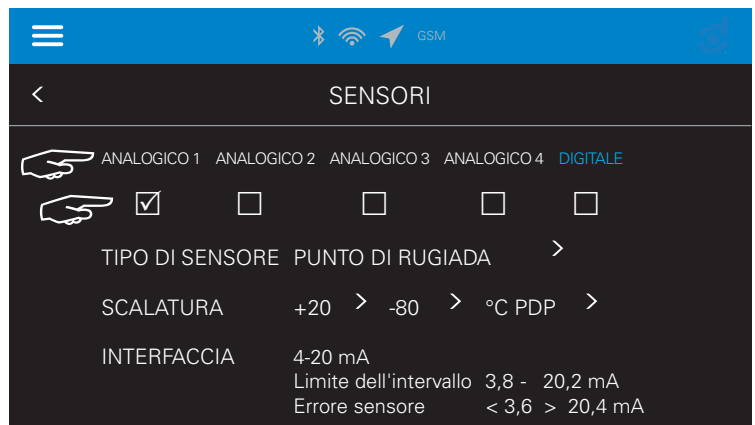 GSM
SENSORI
ANALOGICO 1 ANALOGICO 2 ANALOGICO 3 ANALOGICO 4 DIGITALE
TIPO DI SENSORE PUNTO DI RUGIADA >
SCALATURA +20 > -80 > °C PDP >
INTERFACCIA 4-20 mA
Limite dell'intervallo 3,8 - 20,2 mA
Errore sensore < 3,6 > 20,4 mA